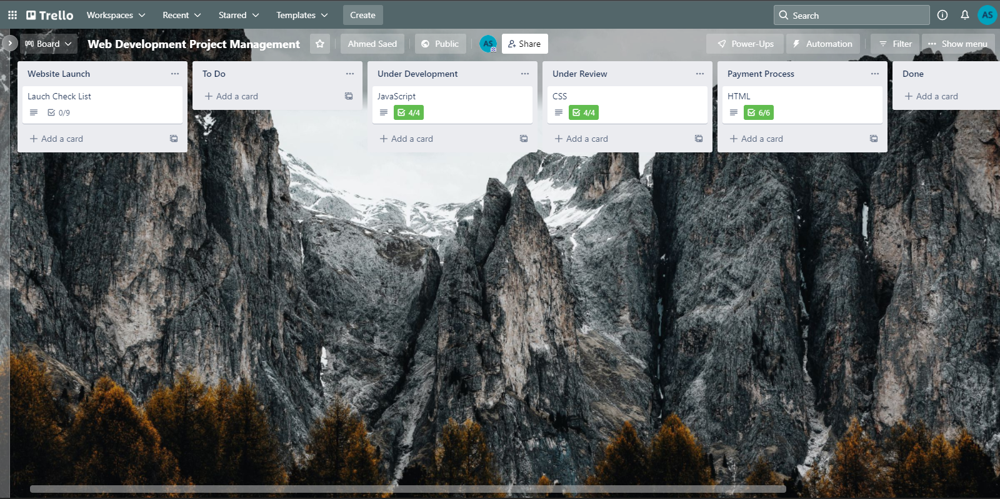 Trello Workspaces Recent Starred Templates Create Search AS
Board Web Development Project Management Ahmed Saed Public AS Share Power-Ups Automation Filter Show menu
Website Launch
Lauch Check List
0/9
Add a card
To Do
Add a card
Under Development
JavaScript
4/4
Add a card
Under Review
CSS
4/4
Add a card
Payment Process
HTML
6/6
Add a card
Done
Add a card